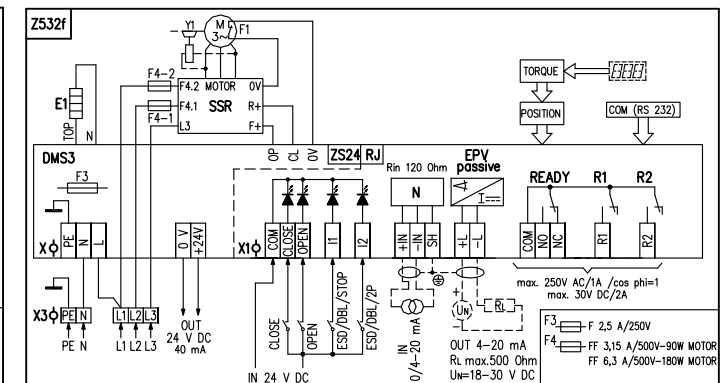 Z532f
Y1
M
3~
F1
F4-2
F4.2 MOTOR 0V
F4.1 SSR R+
F4-1
L3 F+
E1
TOP
N
OP
CL
0V
TORQUE
POSITION
COM (RS 232)
DMS3
ZS24 RJ
Rin 120 Ohm
EPV
passive
N
I
READY R1 R2
F3
X
PE
N
L
0 V
+24V
X1
COM
CLOSE
OPEN
I1
I2
+IN
-IN
SH
+L
-L
COM
NO
NC
R1
R2
X3
PE N
L1 L2 L3
PE N
L1 L2 L3
OUT
24 V DC
40 mA
CLOSE
OPEN
ESD/DBL/STOP
ESD/DBL/2P
IN 24 V DC
IN
0/4-20 mA
+
UN
-
RL
OUT 4-20 mA
RL max.500 Ohm
UN=18-30 V DC
max. 250V AC/1A /cos phi=1
max. 30V DC/2A
F3 F 2,5 A/250V
F4 FF 3,15 A/500V-90W MOTOR
FF 6,3 A/500V-180W MOTOR